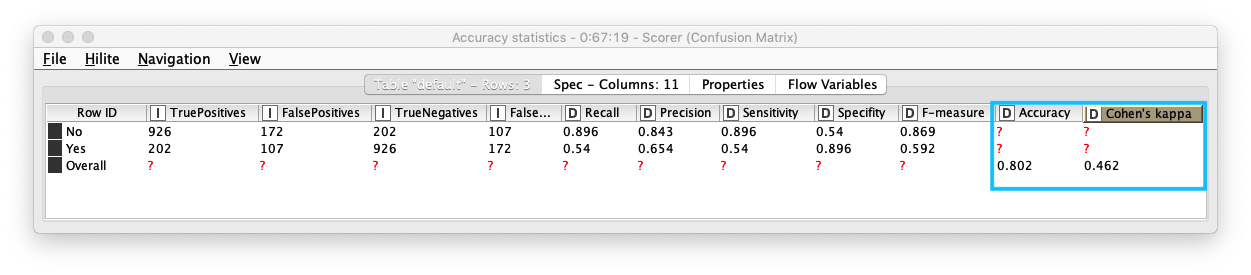 Accuracy statistics - 0:67:19 - Scorer (Confusion Matrix)
File Hilite Navigation View
Table "default" - Rows: 3 Spec - Columns: 11 Properties Flow Variables
Row ID I TruePositives I FalsePositives I TrueNegatives I False... D Recall D Precision D Sensitivity D Specifity D F-measure D Accuracy D Cohen's kappa
No 926 172 202 107 0.896 0.843 0.896 0.54 0.869 ? ?
Yes 202 107 926 172 0.54 0.654 0.54 0.896 0.592 ? ?
Overall ? ? ? ? ? ? ? ? ? 0.802 0.462